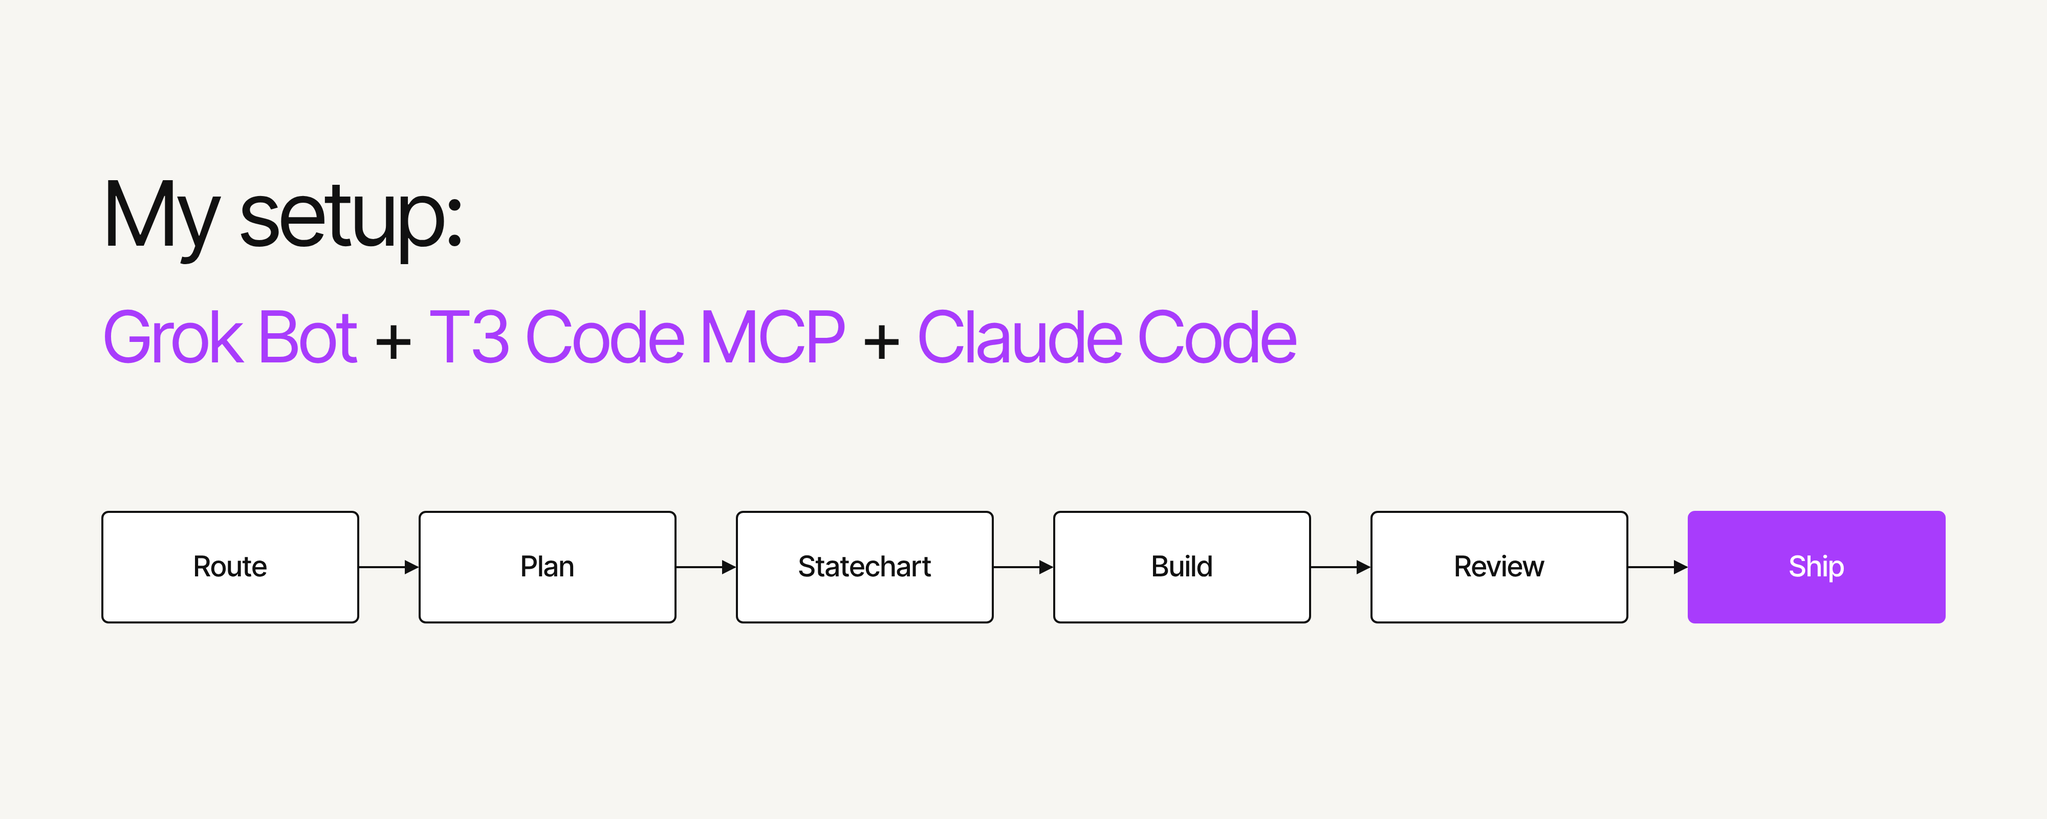 My setup:
Grok Bot + T3 Code MCP + Claude Code
Route
Plan
Statechart
Build
Review
Ship